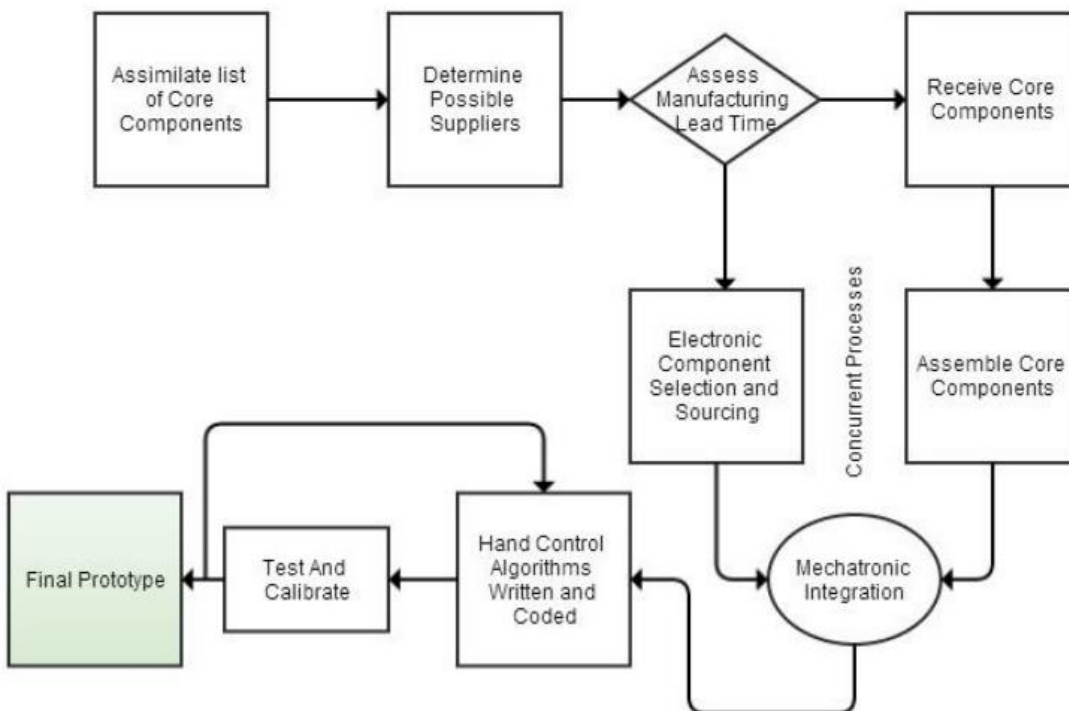 Assimilate list
of Core
Components
Determine
Possible
Suppliers
Assess
Manufacturing
Lead Time
Receive Core
Components
Electronic
Component
Selection and
Sourcing
Concurrent Processes
Assemble Core
Components
Final Prototype
Test And
Calibrate
Hand Control
Algorithms
Written and
Coded
Mechatronic
Integration